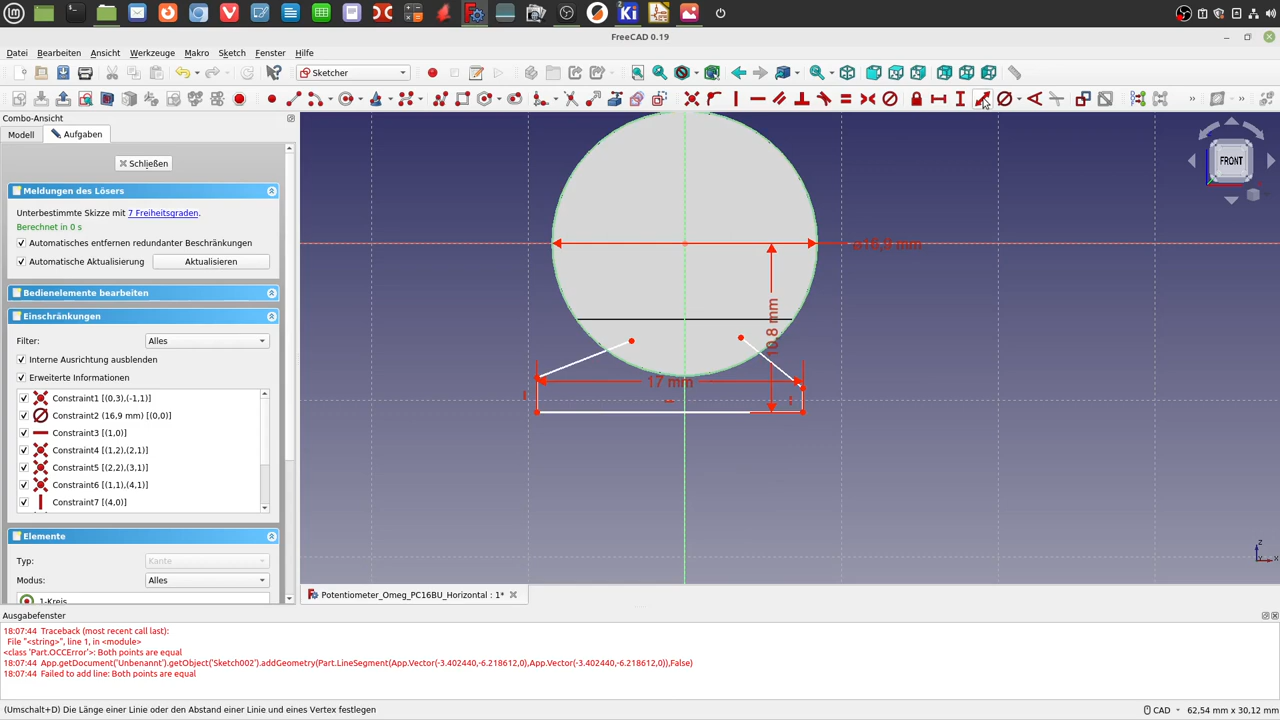 FreeCAD 0.19
Datei Bearbeiten Ansicht Werkzeuge Makro Sketch Fenster Hilfe
Sketcher
Combo-Ansicht
Modell Aufgaben
Schließen
Meldungen des Lösers
Unterbestimmte Skizze mit 7 Freiheitsgraden.
Berechnet in 0 s
Automatisches entfernen redundanter Beschränkungen
Automatische Aktualisierung Aktualisieren
Bedienelemente bearbeiten
Einschränkungen
Filter: Alles
Interne Ausrichtung ausblenden
Erweiterte Informationen
Constraint1 [(0,3),(-1,1)]
Constraint2 (16,9 mm) [(0,0)]
Constraint3 [(1,0)]
Constraint4 [(1,2),(2,1)]
Constraint5 [(2,2),(3,1)]
Constraint6 [(1,1),(4,1)]
Constraint7 [(4,0)]
Elemente
Typ: Kante
Modus: Alles
1-Kreis
FRONT
ø16,9 mm
10,8 mm
17 mm
Z
X
Potentiometer_Omeg_PC16BU_Horizontal : 1*
Ausgabefenster
18:07:44 Traceback (most recent call last):
File "<string>", line 1, in <module>
<class 'Part.OCCError'>: Both points are equal
18:07:44 App.getDocument('Unbenannt').getObject('Sketch002').addGeometry(Part.LineSegment(App.Vector(-3.402440,-6.218612,0),App.Vector(-3.402440,-6.218612,0)),False)
18:07:44 Failed to add line: Both points are equal
(Umschalt+D) Die Länge einer Linie oder den Abstand einer Linie und eines Vertex festlegen
CAD 62,54 mm x 30,12 mm